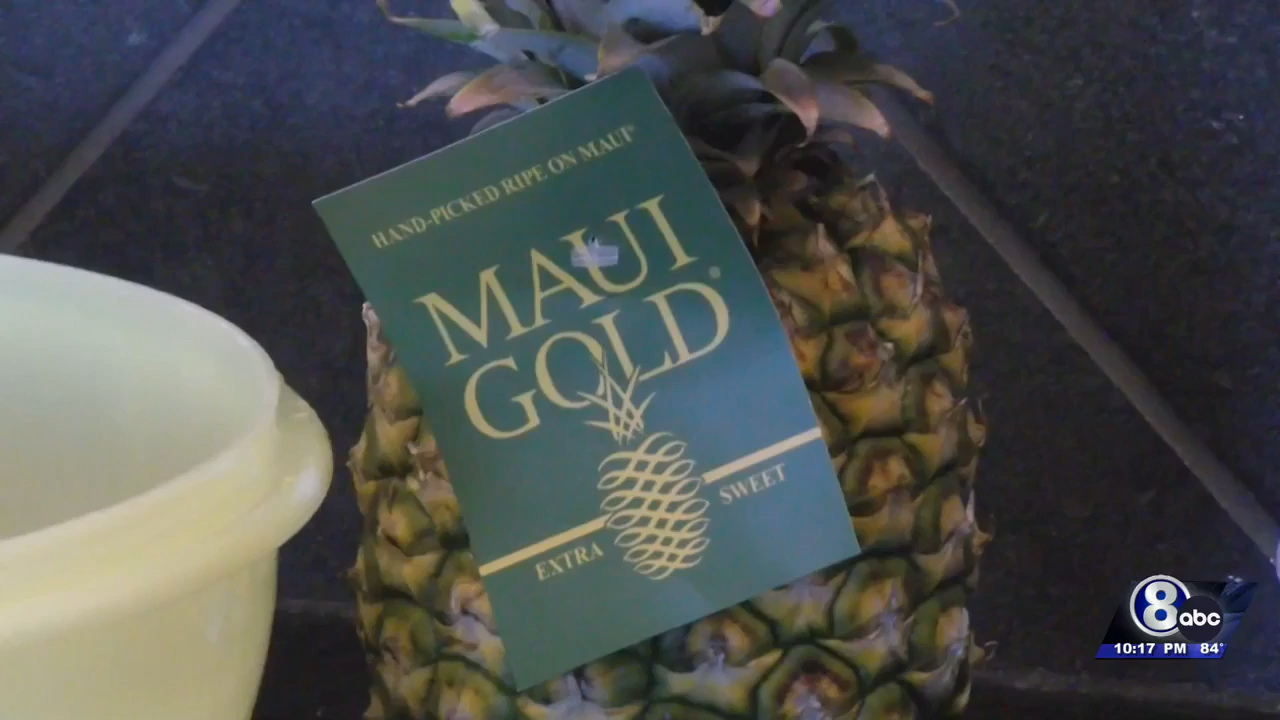 HAND-PICKED RIPE ON MAUI®
MAUI
GOLD®
EXTRA SWEET
8 abc
10:17 PM 84°